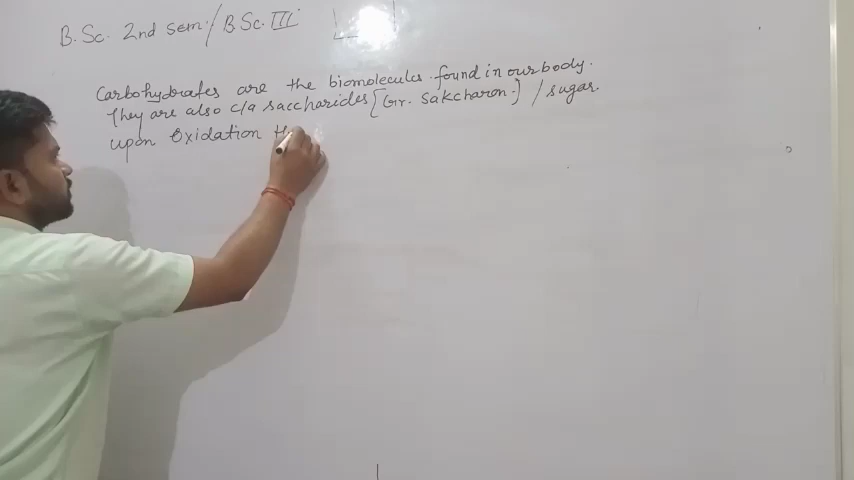 B.Sc. 2nd sem./B.Sc.III
Carbohydrates are the biomolecules found in our body.
They are also c/a saccharides [Gr. Sakcharon.] / sugar.
upon Oxidation